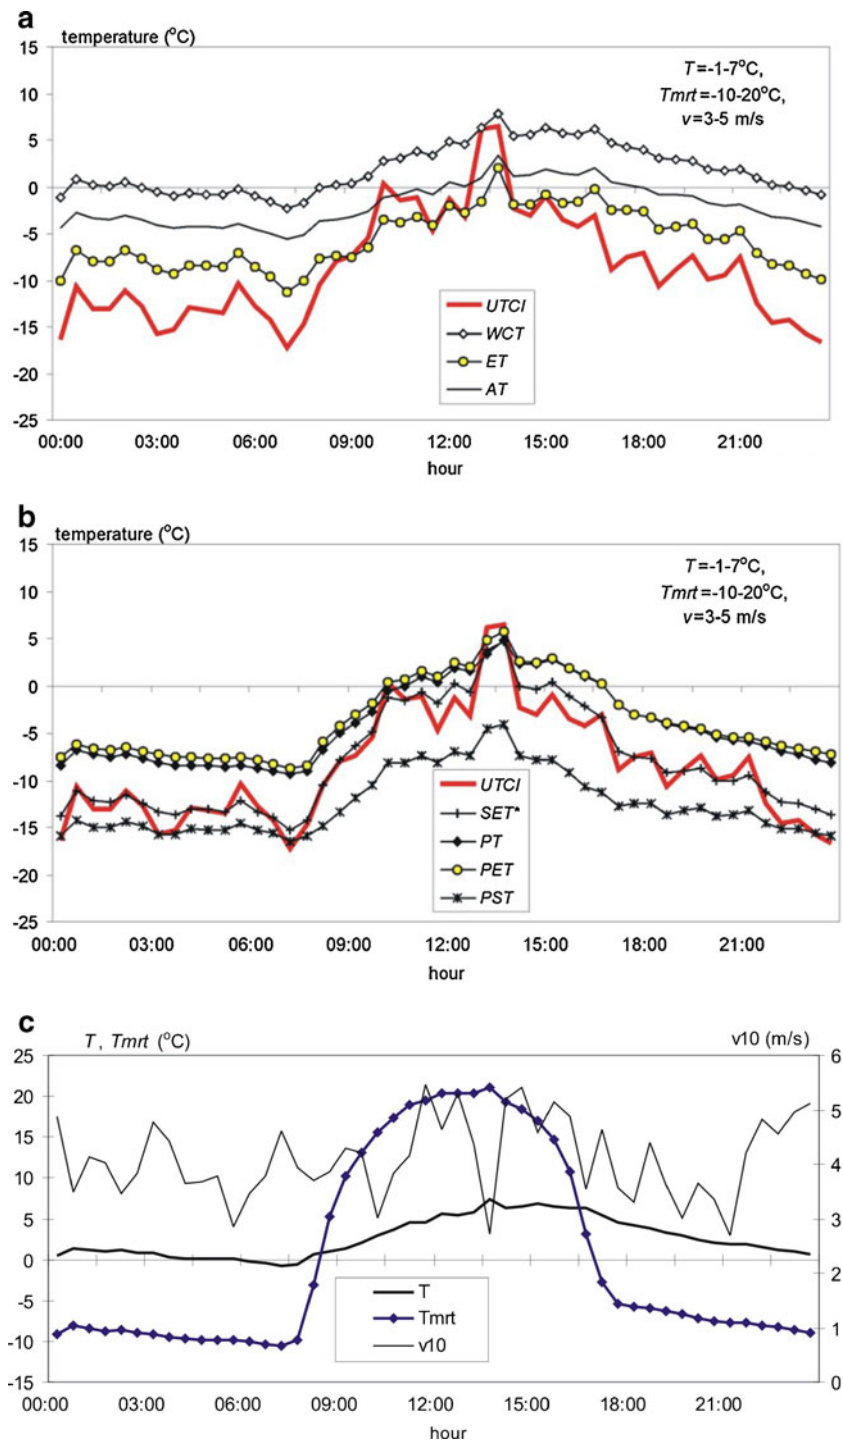 a
temperature (°C)
15
10
5
0
-5
-10
-15
-20
-25
T=-1-7°C,
Tmrt=-10-20°C,
v=3-5 m/s
UTCI
WCT
ET
AT
00:00 03:00 06:00 09:00 12:00 15:00 18:00 21:00
hour
b
temperature (°C)
15
10
5
0
-5
-10
-15
-20
-25
T=-1-7°C,
Tmrt=-10-20°C,
v=3-5 m/s
UTCI
SET*
PT
PET
PST
00:00 03:00 06:00 09:00 12:00 15:00 18:00 21:00
hour
c
T, Tmrt (°C) v10 (m/s)
25 6
20 5
15
10 4
5 3
0
-5 2
-10 1
-15 0
T
Tmrt
v10
00:00 03:00 06:00 09:00 12:00 15:00 18:00 21:00
hour